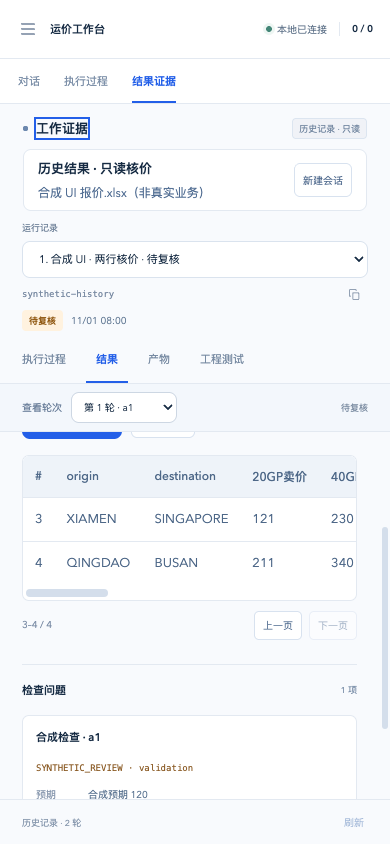 运价工作台
本地已连接
0 / 0
对话 执行过程 结果证据
工作证据
历史记录 · 只读
历史结果 · 只读核价
合成 UI 报价.xlsx（非真实业务）
新建会话
运行记录
1. 合成 UI · 两行核价 · 待复核
synthetic-history
待复核 11/01 08:00
执行过程 结果 产物 工程测试
查看轮次 第 1 轮 · a1 待复核
# origin destination 20GP卖价
3 XIAMEN SINGAPORE 121 230
4 QINGDAO BUSAN 211 340
3-4 / 4 上一页 下一页
检查问题 1 项
合成检查 · a1
SYNTHETIC_REVIEW · validation
预期 合成预期 120
历史记录 · 2 轮 刷新